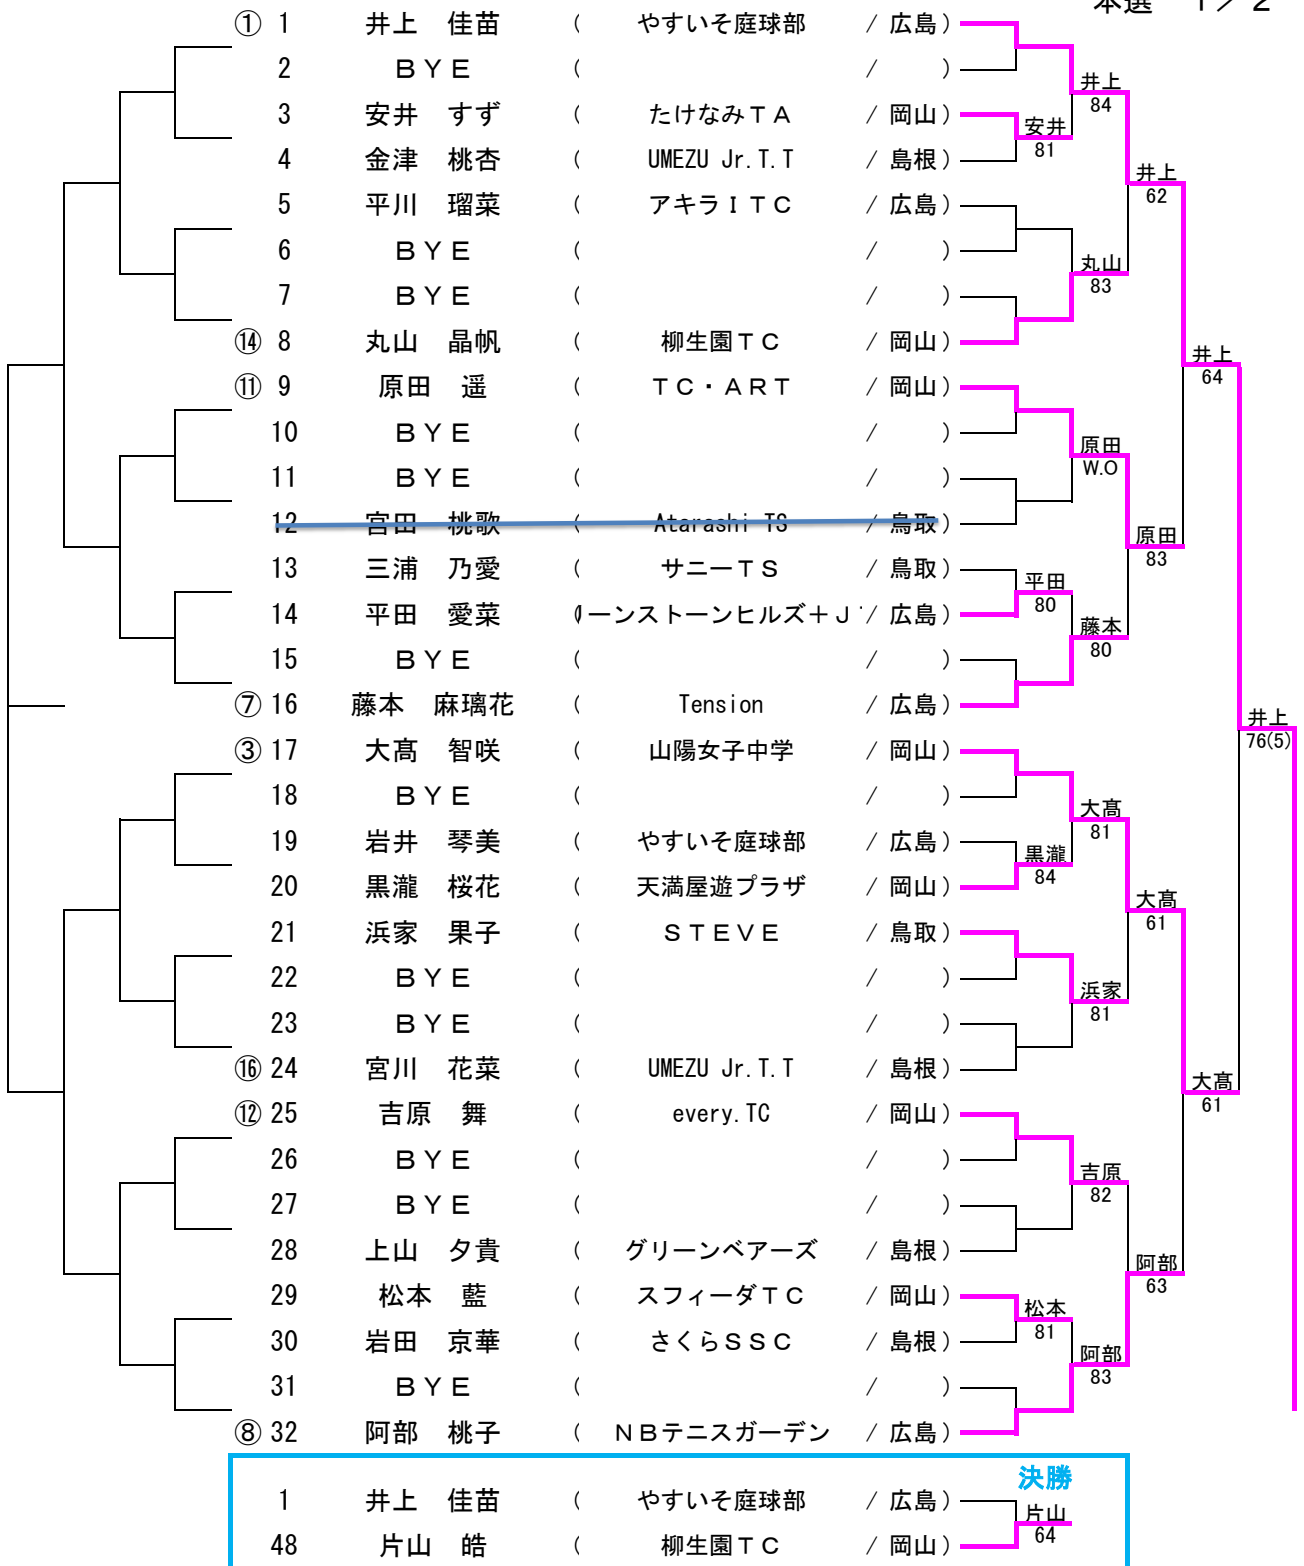 本選 1/2
① 1 井上 佳苗 ( やすいそ庭球部 / 広島 )
2 BYE ( / )
井上
84
3 安井 すず ( たけなみTA / 岡山 )
安井
81
4 金津 桃杏 ( UMEZU Jr.T.T / 島根 )
井上
62
5 平川 瑠菜 ( アキラITC / 広島 )
6 BYE ( / )
丸山
83
7 BYE ( / )
⑭ 8 丸山 晶帆 ( 柳生園TC / 岡山 )
井上
64
⑪ 9 原田 遥 ( TC・ART / 岡山 )
10 BYE ( / )
原田
W.O
11 BYE ( / )
12 宮田 桃歌 ( Atarashi TS / 鳥取 )
原田
83
13 三浦 乃愛 ( サニーTS / 鳥取 )
平田
80
14 平田 愛菜 ーンストーンヒルズ+J / 広島 )
藤本
80
15 BYE ( / )
⑦ 16 藤本 麻璃花 ( Tension / 広島 )
井上
76(5)
③ 17 大髙 智咲 ( 山陽女子中学 / 岡山 )
18 BYE ( / )
大髙
81
19 岩井 琴美 ( やすいそ庭球部 / 広島 )
黒瀧
84
20 黒瀧 桜花 ( 天満屋遊プラザ / 岡山 )
大髙
61
21 浜家 果子 ( STEVE / 鳥取 )
22 BYE ( / )
浜家
81
23 BYE ( / )
⑯ 24 宮川 花菜 ( UMEZU Jr.T.T / 島根 )
大髙
61
⑫ 25 吉原 舞 ( every.TC / 岡山 )
26 BYE ( / )
吉原
82
27 BYE ( / )
28 上山 夕貴 ( グリーンベアーズ / 島根 )
阿部
63
29 松本 藍 ( スフィーダTC / 岡山 )
松本
81
30 岩田 京華 ( さくらSSC / 島根 )
阿部
83
31 BYE ( / )
⑧ 32 阿部 桃子 ( NBテニスガーデン / 広島 )
決勝
1 井上 佳苗 ( やすいそ庭球部 / 広島 )
片山
64
48 片山 皓 ( 柳生園TC / 岡山 )